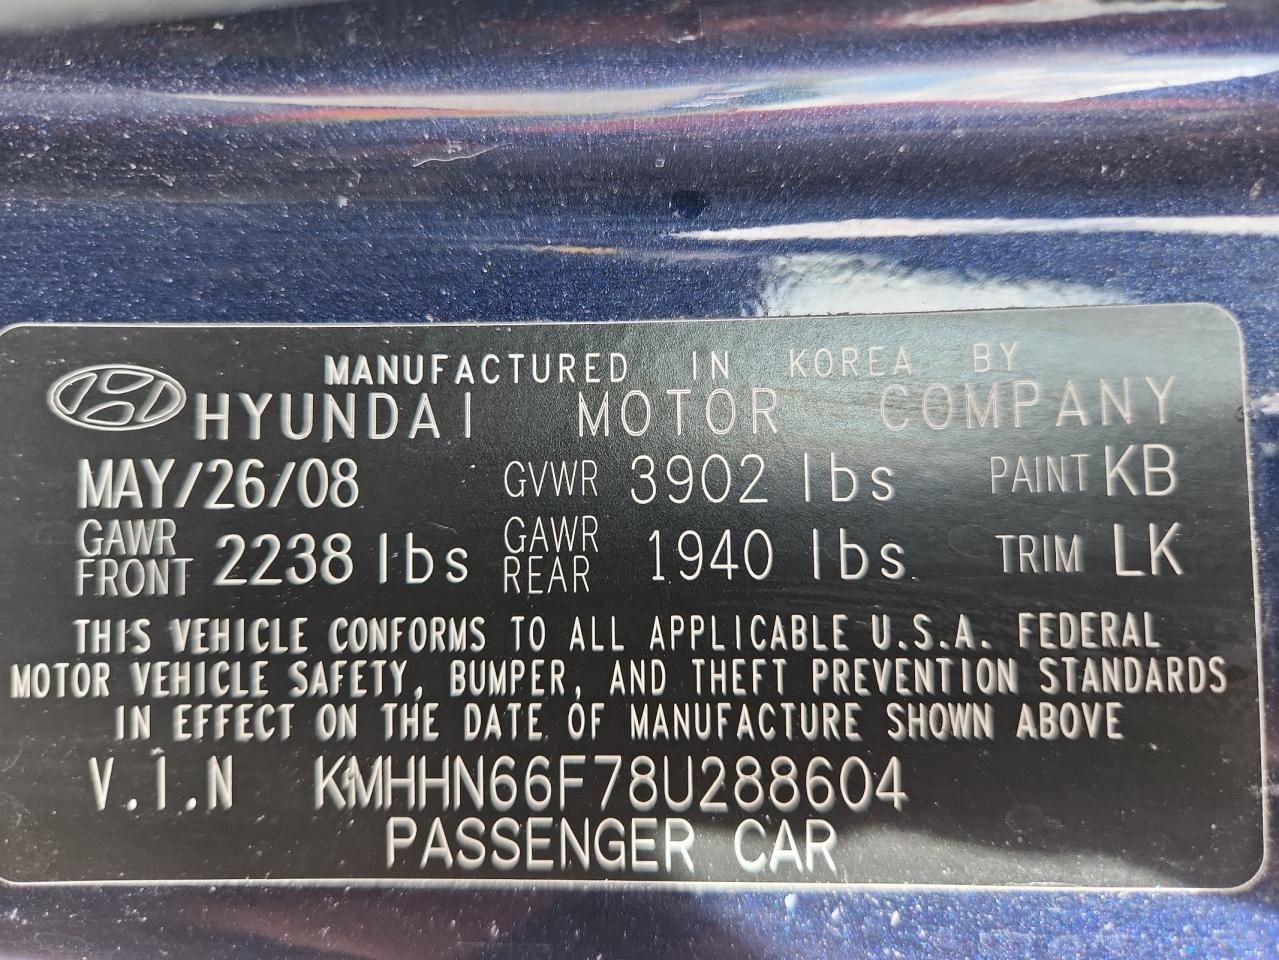 MANUFACTURED IN KOREA BY
HYUNDAI MOTOR COMPANY
MAY/26/08 GVWR 3902 lbs PAINT KB
GAWR FRONT 2238 lbs GAWR REAR 1940 lbs TRIM LK
THIS VEHICLE CONFORMS TO ALL APPLICABLE U.S.A. FEDERAL
MOTOR VEHICLE SAFETY, BUMPER, AND THEFT PREVENTION STANDARDS
IN EFFECT ON THE DATE OF MANUFACTURE SHOWN ABOVE
V.I.N KMHHN66F78U288604
PASSENGER CAR